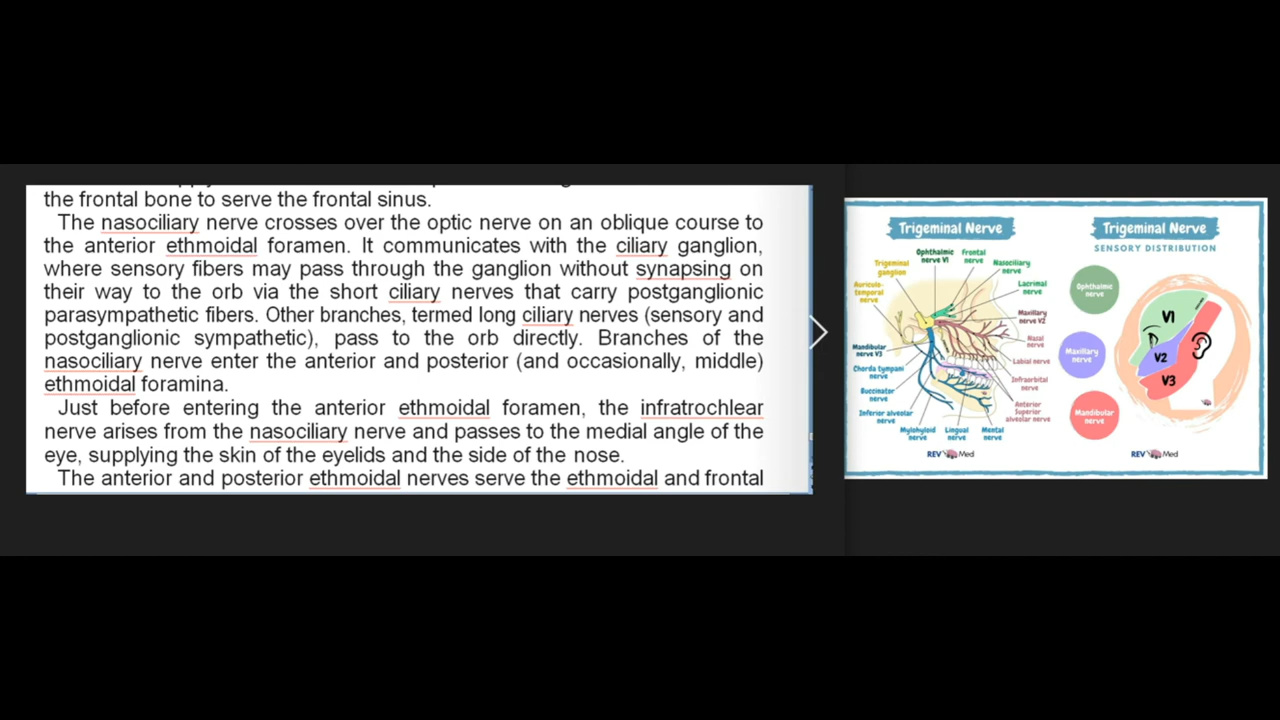 the frontal bone to serve the frontal sinus.
The nasociliary nerve crosses over the optic nerve on an oblique course to
the anterior ethmoidal foramen. It communicates with the ciliary ganglion,
where sensory fibers may pass through the ganglion without synapsing on
their way to the orb via the short ciliary nerves that carry postganglionic
parasympathetic fibers. Other branches, termed long ciliary nerves (sensory and
postganglionic sympathetic), pass to the orb directly. Branches of the
nasociliary nerve enter the anterior and posterior (and occasionally, middle)
ethmoidal foramina.
Just before entering the anterior ethmoidal foramen, the infratrochlear
nerve arises from the nasociliary nerve and passes to the medial angle of the
eye, supplying the skin of the eyelids and the side of the nose.
The anterior and posterior ethmoidal nerves serve the ethmoidal and frontal
Trigeminal Nerve
Ophthalmic
nerve V1
Frontal
nerve
Nasociliary
nerve
Trigeminal
ganglion
Lacrimal
nerve
Auriculo-
temporal
nerve
Maxillary
nerve V2
Nasal
nerve
Mandibular
nerve V3
Labial nerve
Chorda tympani
nerve
Infraorbital
nerve
Buccinator
nerve
Anterior
Superior
alveolar nerve
Inferior alveolar
nerve
Mylohyloid
nerve
Lingual
nerve
Mental
nerve
REV Med
Trigeminal Nerve
SENSORY DISTRIBUTION
Ophthalmic
nerve
Maxillary
nerve
Mandibular
nerve
V1
V2
V3
REV Med